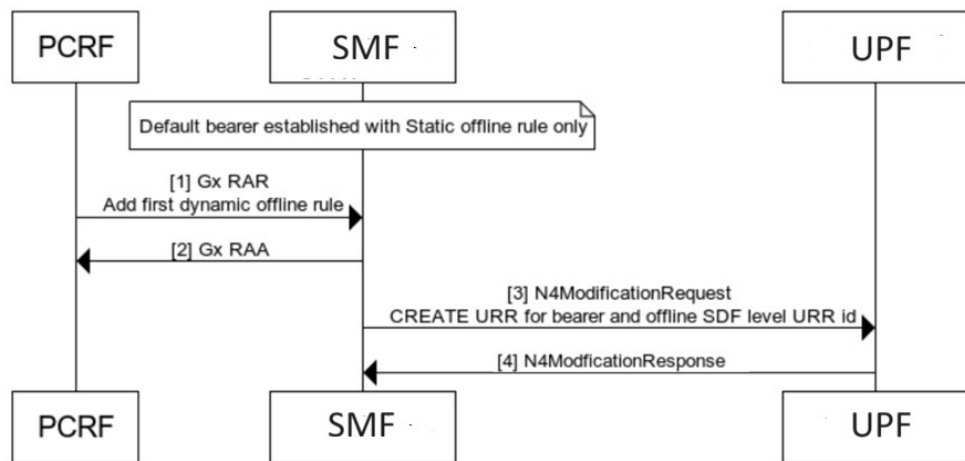 PCRF
SMF
UPF
Default bearer established with Static offline rule only
[1] Gx RAR
Add first dynamic offline rule
[2] Gx RAA
[3] N4ModificationRequest
CREATE URR for bearer and offline SDF level URR id
[4] N4ModficationResponse
PCRF
SMF
UPF